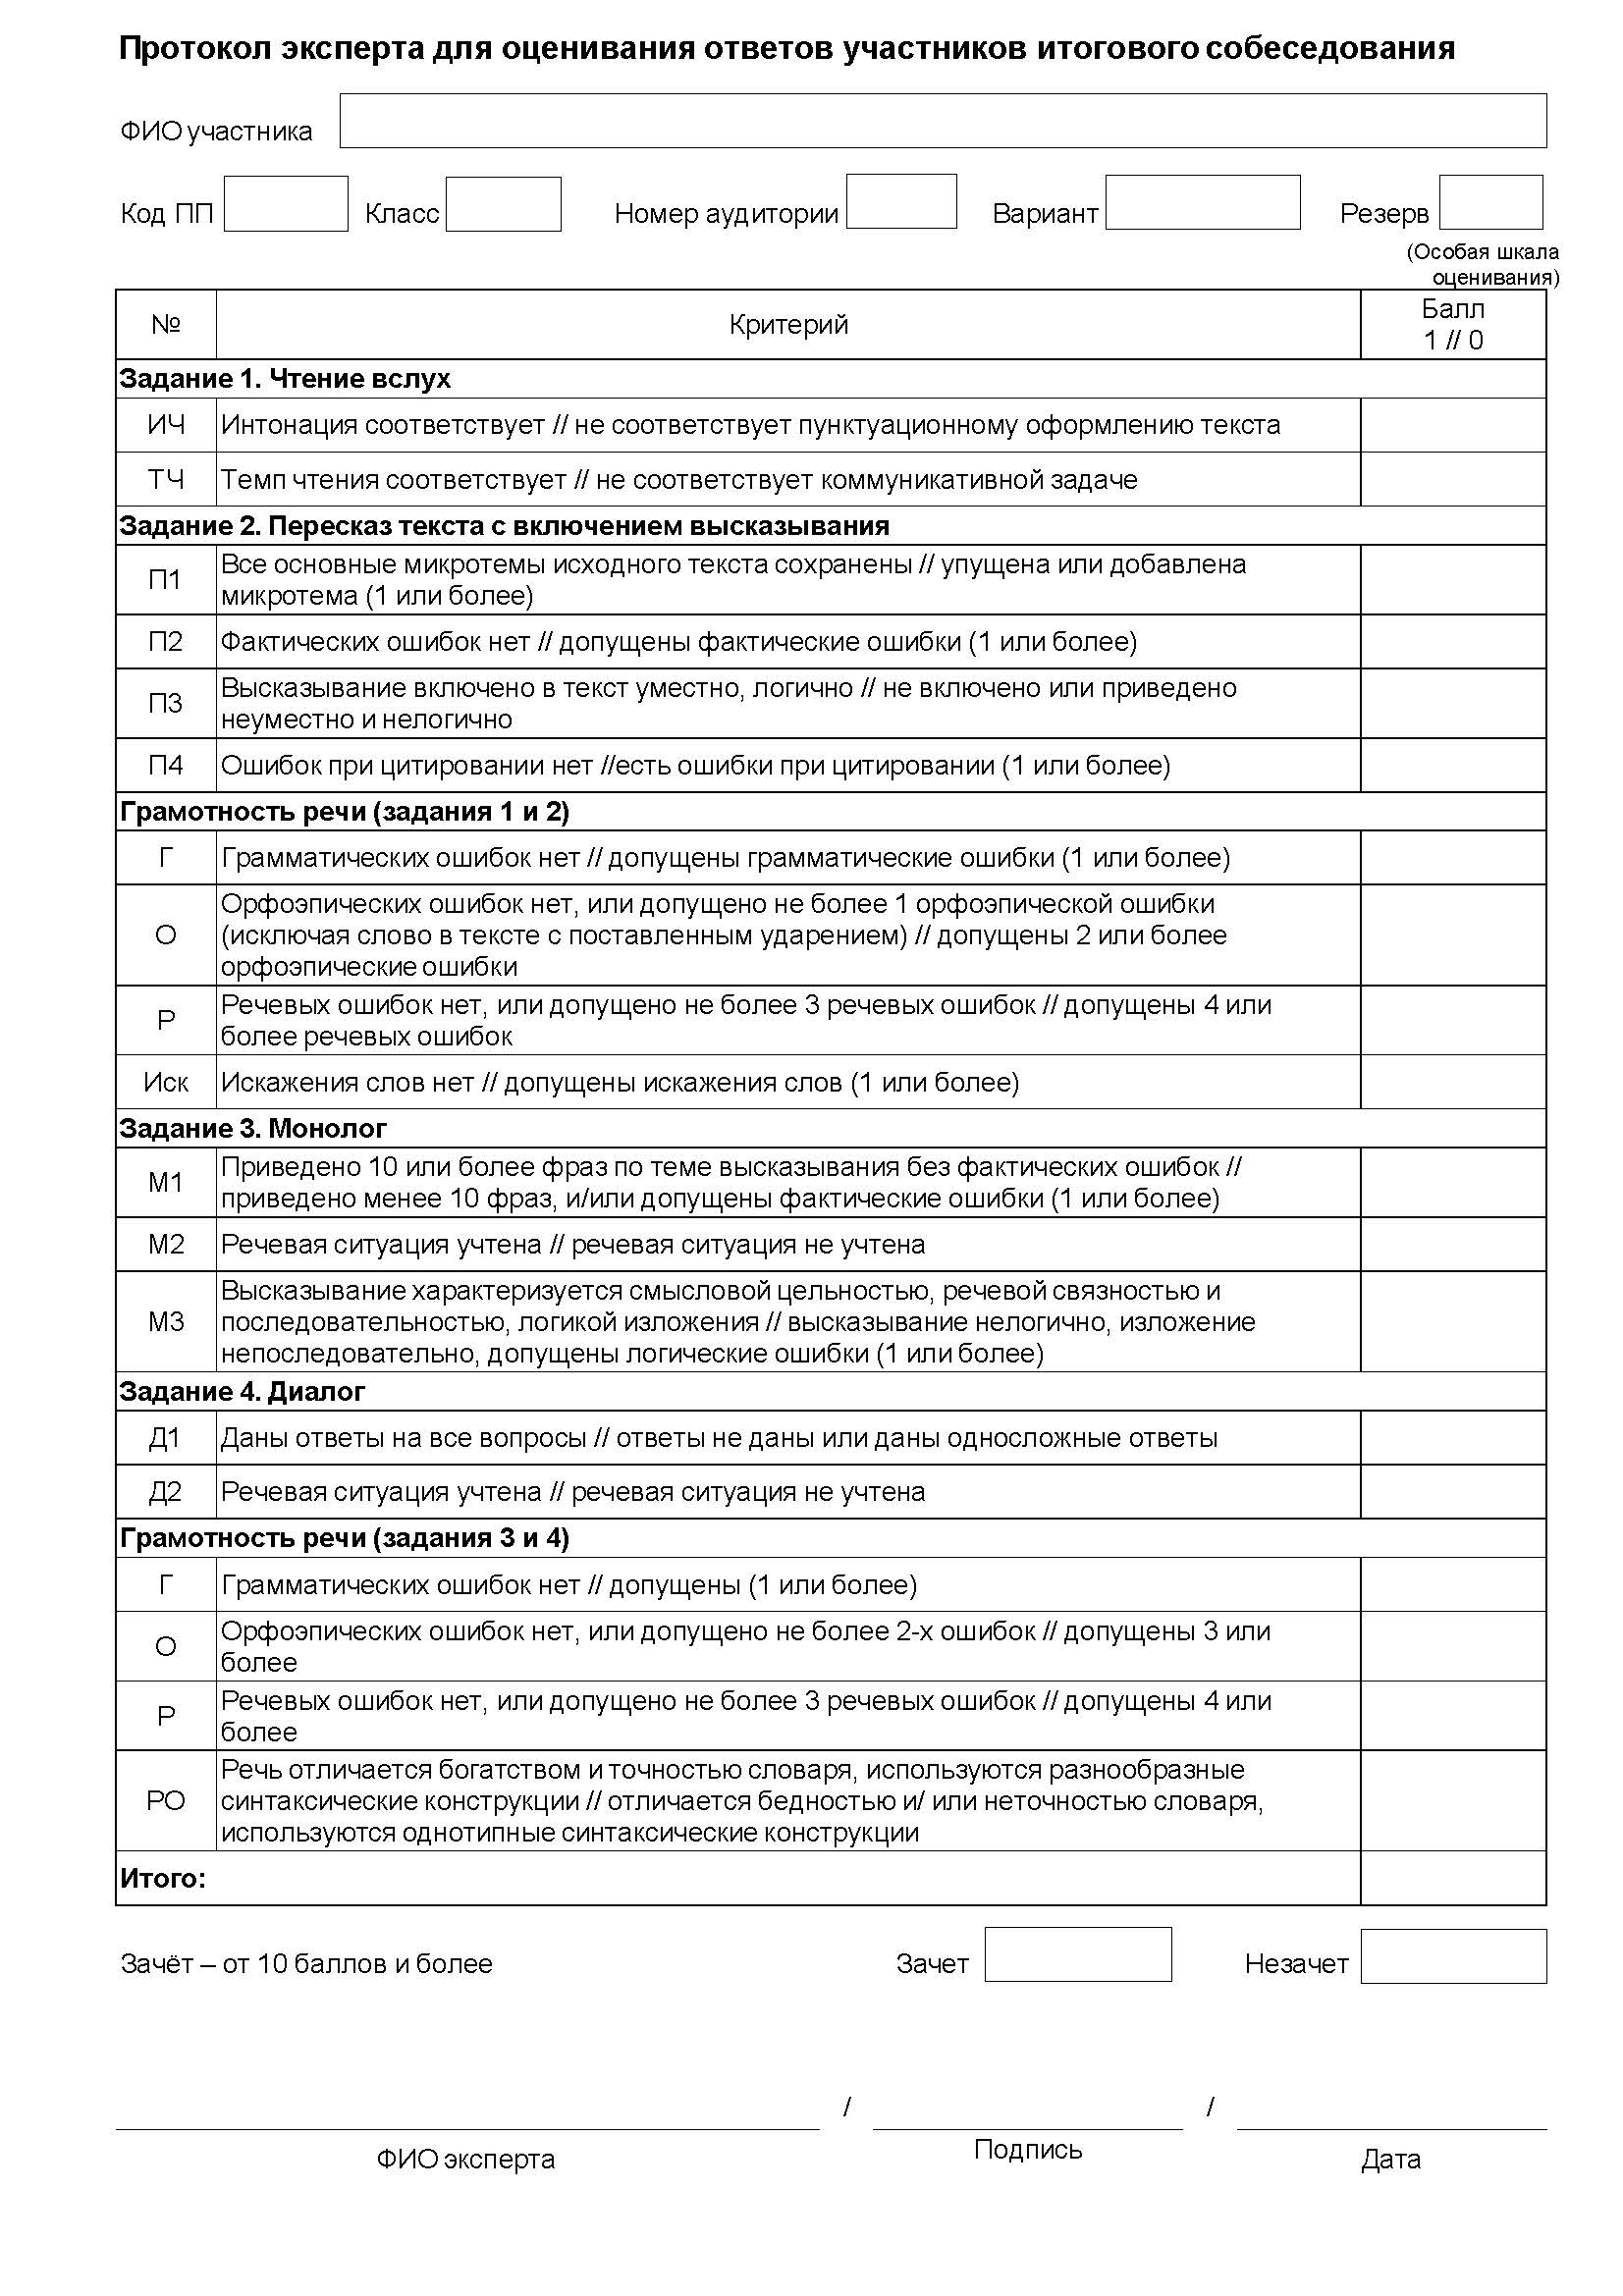 Протокол эксперта для оценивания ответов участников итогового собеседования
ФИО участника
Код ПП Класс Номер аудитории Вариант Резерв
(Особая шкала
оценивания)
№ Критерий Балл
1 // 0
Задание 1. Чтение вслух
ИЧ Интонация соответствует // не соответствует пунктуационному оформлению текста
ТЧ Темп чтения соответствует // не соответствует коммуникативной задаче
Задание 2. Пересказ текста с включением высказывания
П1 Все основные микротемы исходного текста сохранены // упущена или добавлена
микротема (1 или более)
П2 Фактических ошибок нет // допущены фактические ошибки (1 или более)
П3 Высказывание включено в текст уместно, логично // не включено или приведено
неуместно и нелогично
П4 Ошибок при цитировании нет //есть ошибки при цитировании (1 или более)
Грамотность речи (задания 1 и 2)
Г Грамматических ошибок нет // допущены грамматические ошибки (1 или более)
О Орфоэпических ошибок нет, или допущено не более 1 орфоэпической ошибки
(исключая слово в тексте с поставленным ударением) // допущены 2 или более
орфоэпические ошибки
Р Речевых ошибок нет, или допущено не более 3 речевых ошибок // допущены 4 или
более речевых ошибок
Иск Искажения слов нет // допущены искажения слов (1 или более)
Задание 3. Монолог
М1 Приведено 10 или более фраз по теме высказывания без фактических ошибок //
приведено менее 10 фраз, и/или допущены фактические ошибки (1 или более)
М2 Речевая ситуация учтена // речевая ситуация не учтена
М3 Высказывание характеризуется смысловой цельностью, речевой связностью и
последовательностью, логикой изложения // высказывание нелогично, изложение
непоследовательно, допущены логические ошибки (1 или более)
Задание 4. Диалог
Д1 Даны ответы на все вопросы // ответы не даны или даны односложные ответы
Д2 Речевая ситуация учтена // речевая ситуация не учтена
Грамотность речи (задания 3 и 4)
Г Грамматических ошибок нет // допущены (1 или более)
О Орфоэпических ошибок нет, или допущено не более 2-х ошибок // допущены 3 или
более
Р Речевых ошибок нет, или допущено не более 3 речевых ошибок // допущены 4 или
более
РО Речь отличается богатством и точностью словаря, используются разнообразные
синтаксические конструкции // отличается бедностью и/ или неточностью словаря,
используются однотипные синтаксические конструкции
Итого:
Зачёт – от 10 баллов и более Зачет Незачет
/ /
ФИО эксперта Подпись Дата